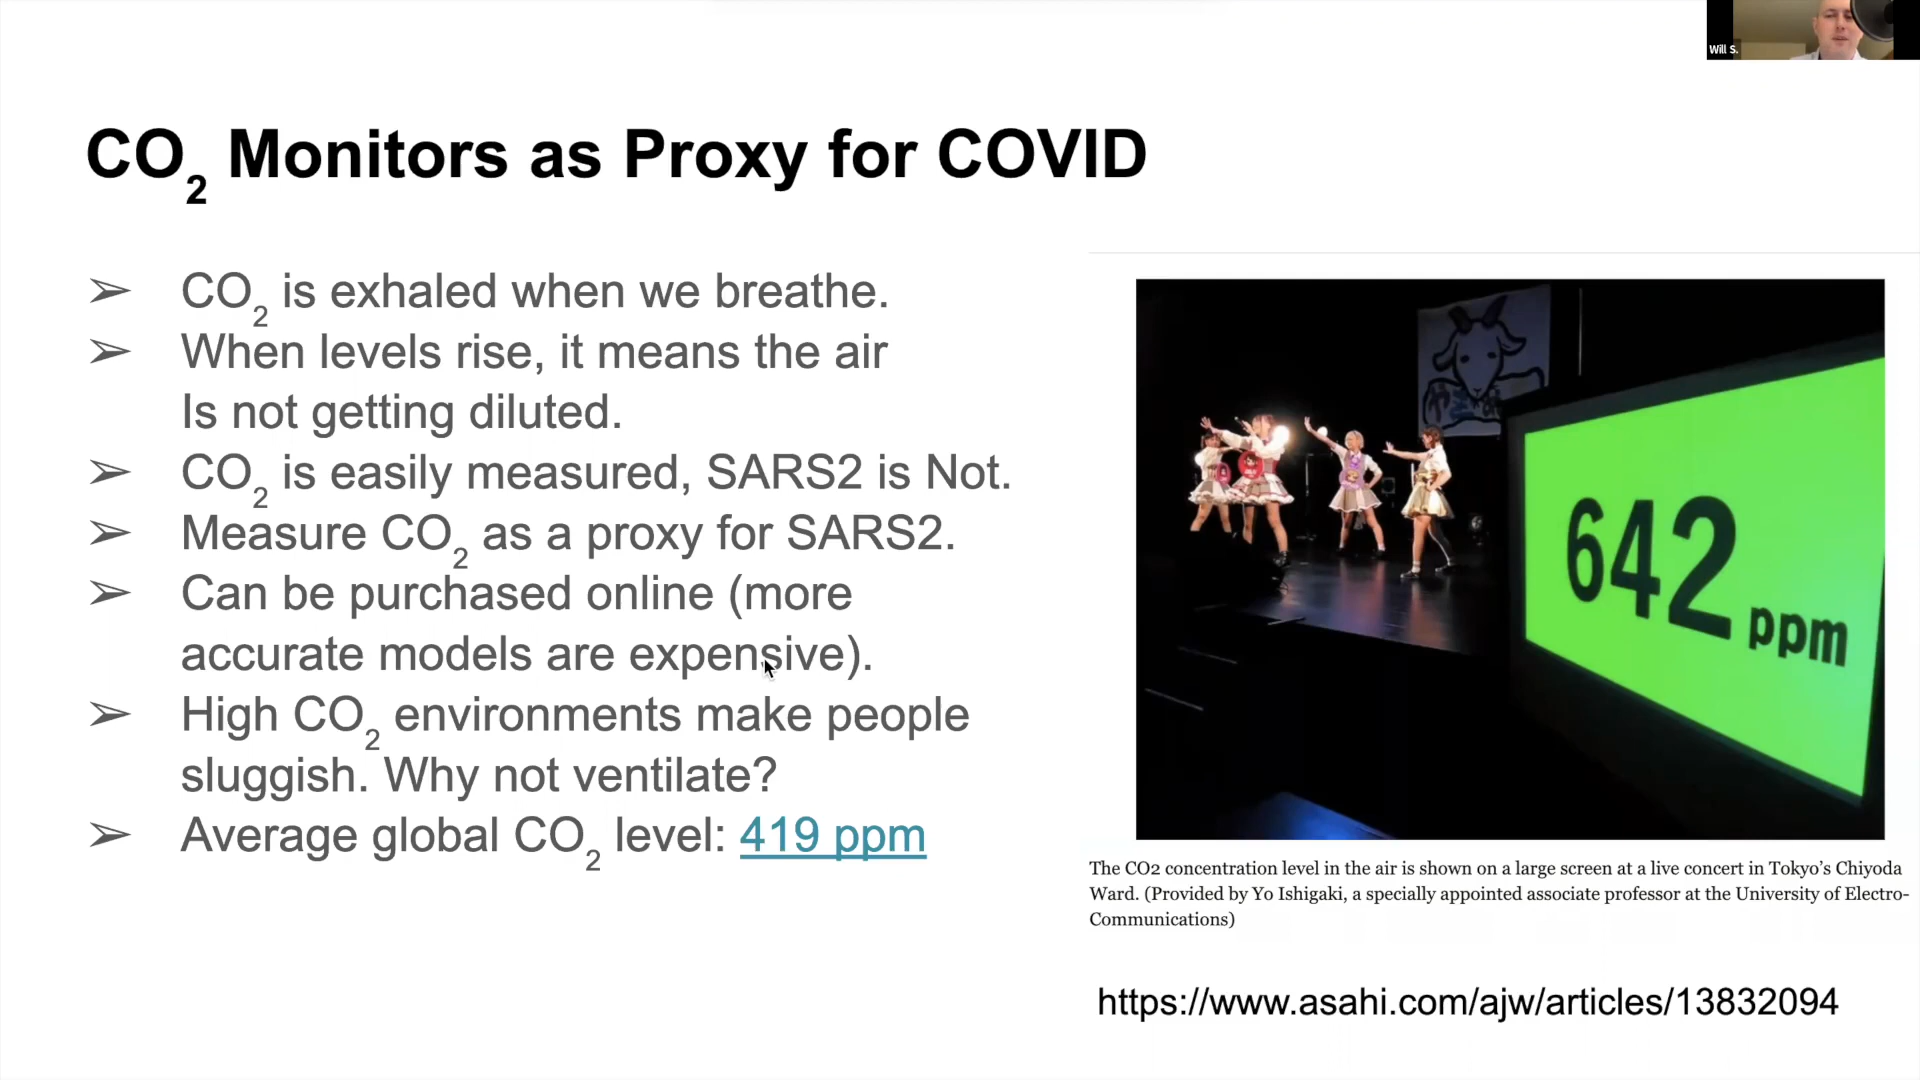 Will S.
CO₂ Monitors as Proxy for COVID
➢ CO₂ is exhaled when we breathe.
➢ When levels rise, it means the air
Is not getting diluted.
➢ CO₂ is easily measured, SARS2 is Not.
➢ Measure CO₂ as a proxy for SARS2.
➢ Can be purchased online (more
accurate models are expensive).
➢ High CO₂ environments make people
sluggish. Why not ventilate?
➢ Average global CO₂ level: 419 ppm
642 ppm
The CO2 concentration level in the air is shown on a large screen at a live concert in Tokyo’s Chiyoda
Ward. (Provided by Yo Ishigaki, a specially appointed associate professor at the University of Electro-
Communications)
https://www.asahi.com/ajw/articles/13832094